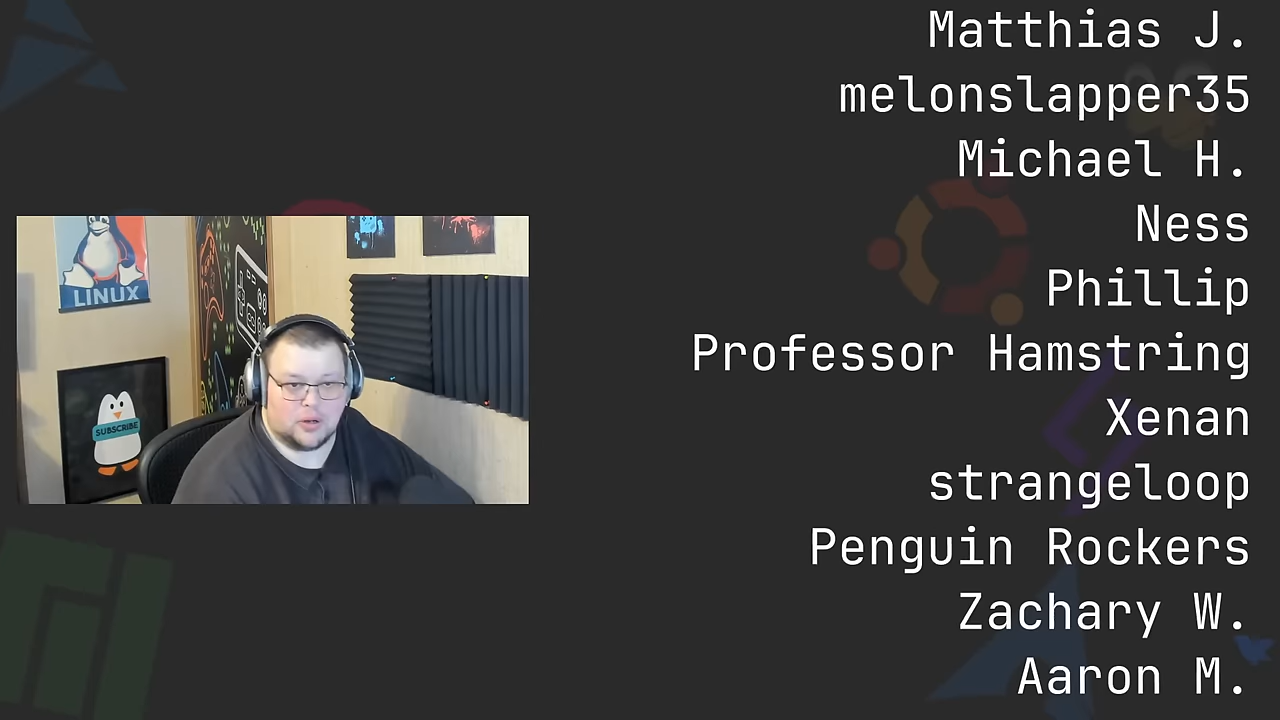 Matthias J.
melonslapper35
Michael H.
Ness
Phillip
Professor Hamstring
Xenan
strangeloop
Penguin Rockers
Zachary W.
Aaron M.
LINUX
SUBSCRIBE